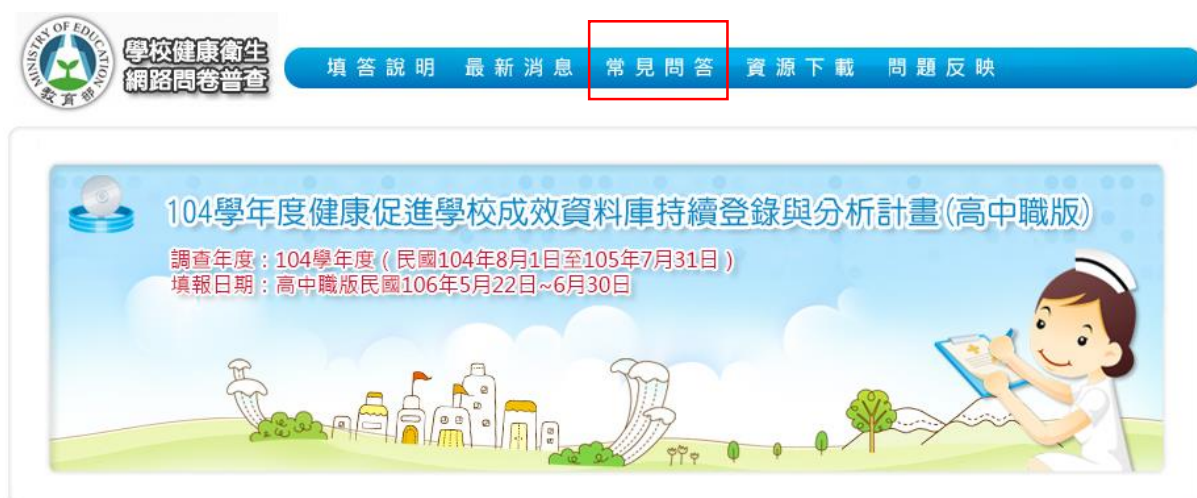 MINISTRY OF EDUCATION
教育部
學校健康衛生
網路問卷普查
填答說明 最新消息 常見問答 資源下載 問題反映
104學年度健康促進學校成效資料庫持續登錄與分析計畫(高中職版)
調查年度：104學年度（民國104年8月1日至105年7月31日）
填報日期：高中職版民國106年5月22日~6月30日